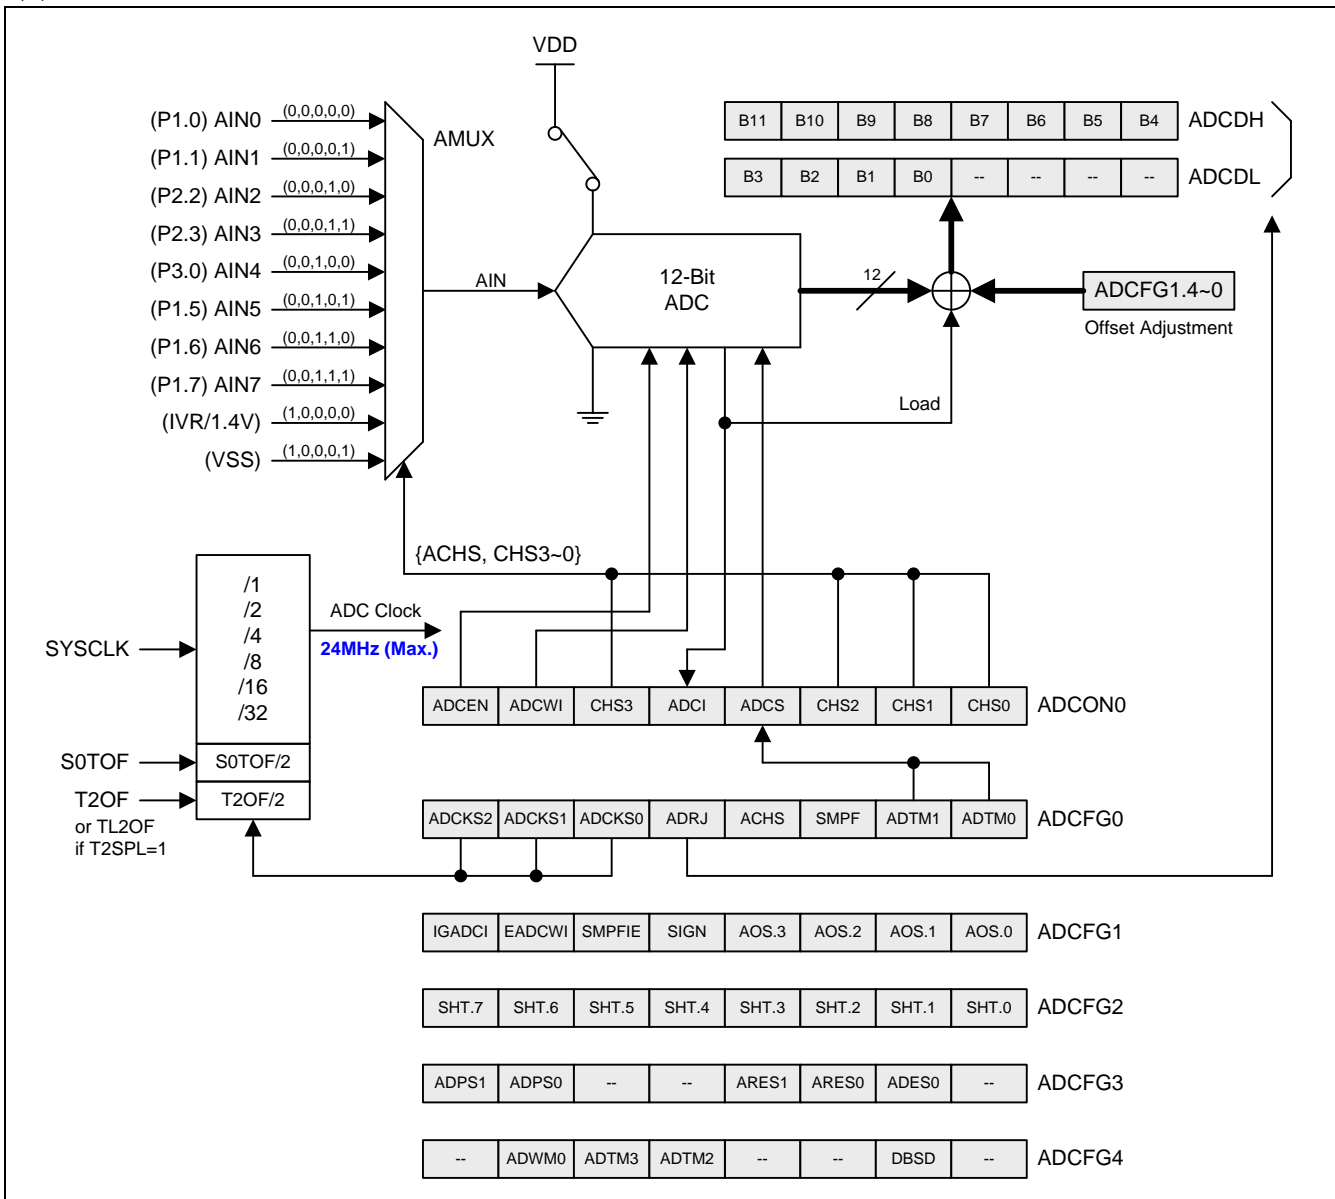 VDD
(P1.0) AIN0 (0,0,0,0,0)
(P1.1) AIN1 (0,0,0,0,1)
(P2.2) AIN2 (0,0,0,1,0)
(P2.3) AIN3 (0,0,0,1,1)
(P3.0) AIN4 (0,0,1,0,0)
(P1.5) AIN5 (0,0,1,0,1)
(P1.6) AIN6 (0,0,1,1,0)
(P1.7) AIN7 (0,0,1,1,1)
(IVR/1.4V) (1,0,0,0,0)
(VSS) (1,0,0,0,1)
AMUX
AIN
12-Bit
ADC
12
B11 B10 B9 B8 B7 B6 B5 B4 ADCDH
B3 B2 B1 B0 -- -- -- -- ADCDL
ADCFG1.4~0
Offset Adjustment
Load
{ACHS, CHS3~0}
SYSCLK
/1
/2
/4
/8
/16
/32
ADC Clock
24MHz (Max.)
S0TOF S0TOF/2
T2OF T2OF/2
or TL2OF
if T2SPL=1
ADCEN ADCWI CHS3 ADCI ADCS CHS2 CHS1 CHS0 ADCON0
ADCKS2 ADCKS1 ADCKS0 ADRJ ACHS SMPF ADTM1 ADTM0 ADCFG0
IGADCI EADCWI SMPFIE SIGN AOS.3 AOS.2 AOS.1 AOS.0 ADCFG1
SHT.7 SHT.6 SHT.5 SHT.4 SHT.3 SHT.2 SHT.1 SHT.0 ADCFG2
ADPS1 ADPS0 -- -- ARES1 ARES0 ADES0 -- ADCFG3
-- ADWM0 ADTM3 ADTM2 -- -- DBSD -- ADCFG4